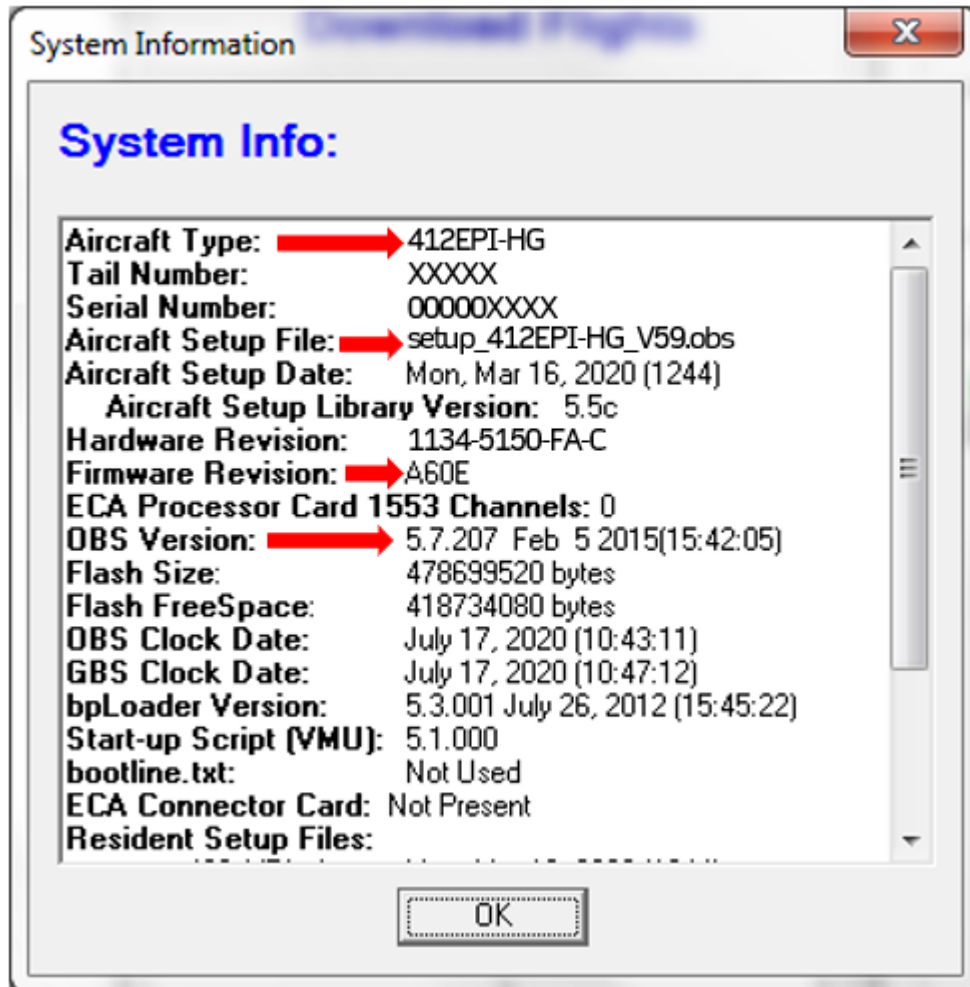 Download Flights
System Information
System Info:
Aircraft Type: 412EPI-HG
Tail Number: XXXXX
Serial Number: 00000XXXX
Aircraft Setup File: setup_412EPI-HG_V59.obs
Aircraft Setup Date: Mon, Mar 16, 2020 (1244)
Aircraft Setup Library Version: 5.5c
Hardware Revision: 1134-5150-FA-C
Firmware Revision: A60E
ECA Processor Card 1553 Channels: 0
OBS Version: 5.7.207 Feb 5 2015(15:42:05)
Flash Size: 478699520 bytes
Flash FreeSpace: 418734080 bytes
OBS Clock Date: July 17, 2020 (10:43:11)
GBS Clock Date: July 17, 2020 (10:47:12)
bpLoader Version: 5.3.001 July 26, 2012 (15:45:22)
Start-up Script (VMU): 5.1.000
bootline.txt: Not Used
ECA Connector Card: Not Present
Resident Setup Files:
OK